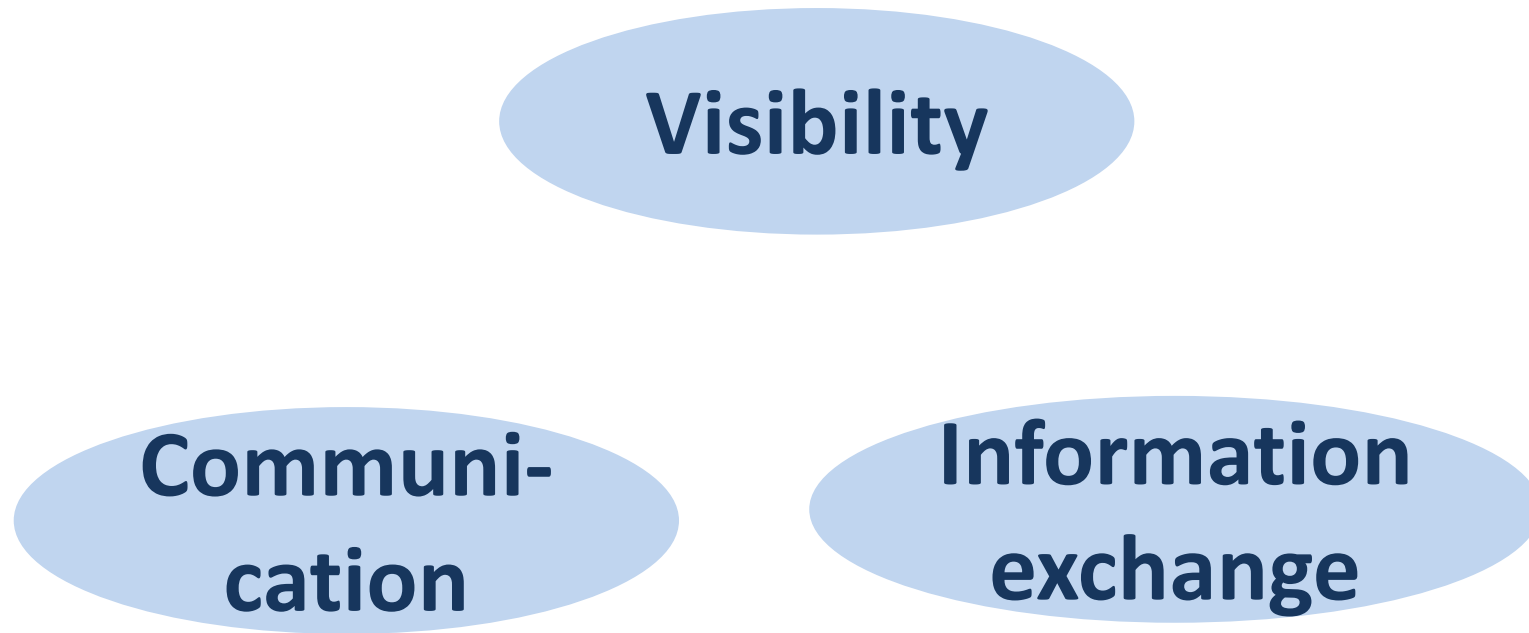 Visibility
Communi-
cation
Information
exchange